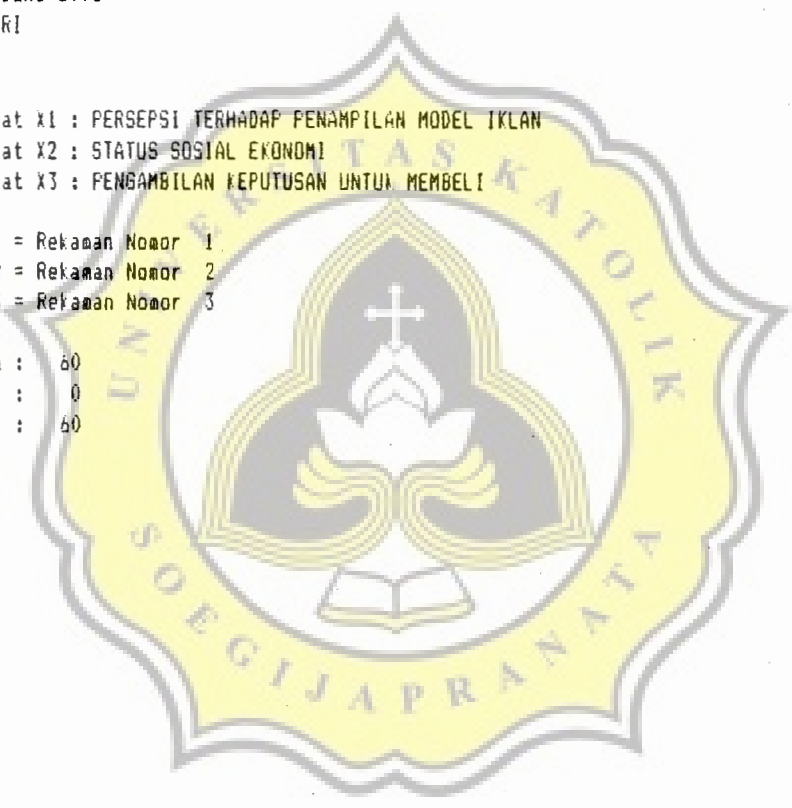 RI
at X1 : PERSEPSI TERHADAP PENAMPILAN MODEL IKLAN
at X2 : STATUS SOSIAL EKONOMI
at X3 : PENGAMBILAN KEPUTUSAN UNTUK MEMBELI
= Rekaman Nomor 1
= Rekaman Nomor 2
= Rekaman Nomor 3
: 60
: 0
: 60
UNIVERSITAS KATOLIK
SOEGIJAPRANATA